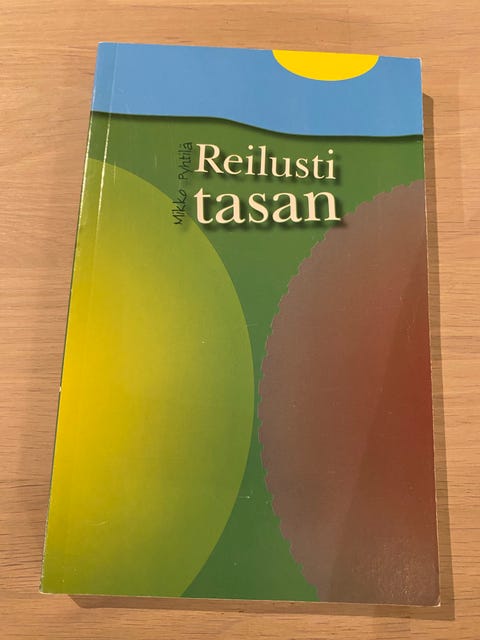 Mikko Pyhtilä
Reilusti
tasan